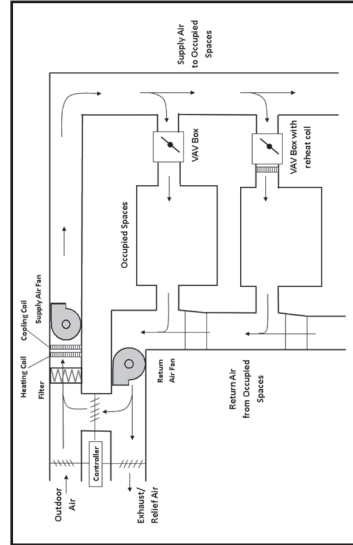 Supply Air
to Occupied
Spaces
VAV Box
VAV Box with
reheat coil
Occupied Spaces
Supply Air Fan
Cooling Coil
Heating Coil
Filter
Return
Air Fan
Return Air
from Occupied
Spaces
Controller
Outdoor
Air
Exhaust/
Relief Air